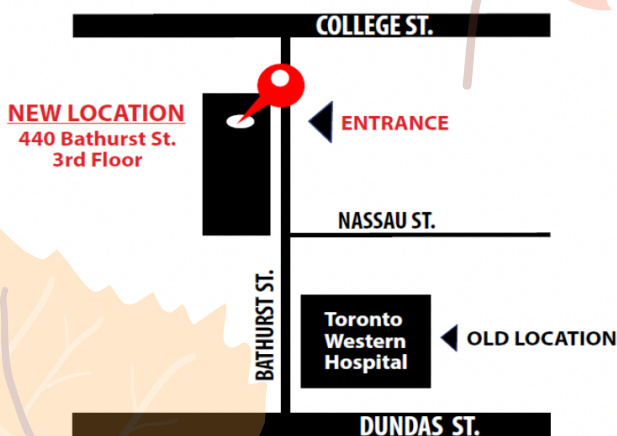 COLLEGE ST.
NEW LOCATION
440 Bathurst St.
3rd Floor
ENTRANCE
NASSAU ST.
BATHURST ST.
Toronto
Western
Hospital
OLD LOCATION
DUNDAS ST.